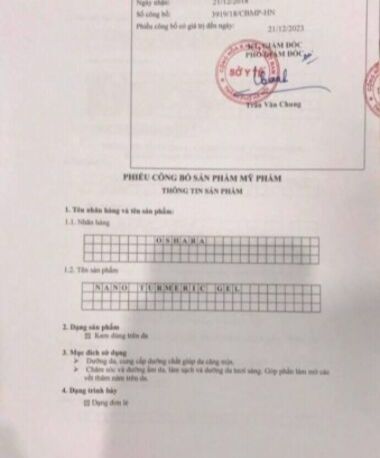 Ngày nhận: 21/12/2018
Số công bố: 3919/18/CBMP-HN
Phiếu công bố có giá trị đến ngày: 21/12/2023
KT. GIÁM ĐỐC
PHÓ GIÁM ĐỐC
SỞ Y TẾ
Trần Văn Chung
PHIẾU CÔNG BỐ SẢN PHẨM MỸ PHẨM
THÔNG TIN SẢN PHẨM
1. Tên nhãn hàng và tên sản phẩm:
1.1. Nhãn hàng
OSHARA
1.2. Tên sản phẩm
NANO TURMERIC GEL
2. Dạng sản phẩm
Kem dùng trên da
3. Mục đích sử dụng
➤ Dưỡng da, cung cấp dưỡng chất giúp da căng mịn.
➤ Chăm sóc và dưỡng ẩm da, làm sạch và dưỡng da tươi sáng. Góp phần làm mờ các
vết thâm nám trên da.
4. Dạng trình bày
Dạng đơn lẻ